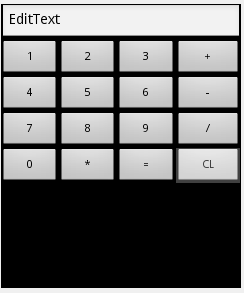 EditText
1 2 3 +
4 5 6 -
7 8 9 /
0 * = CL